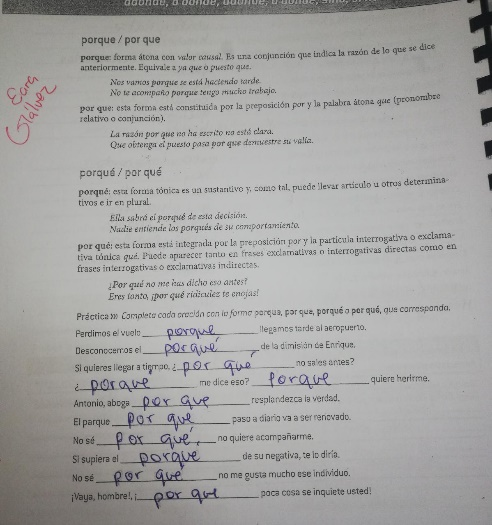 porque / por que
porque: forma átona con valor causal. Es una conjunción que indica la razón de lo que se dice
anteriormente. Equivale a ya que o puesto que.
Nos vamos porque se está haciendo tarde.
No te acompaño porque tengo mucho trabajo.
por que: esta forma está constituida por la preposición por y la palabra átona que (pronombre
relativo o conjunción).
La razón por que no ha escrito no está clara.
Que obtenga el puesto pasa por que demuestre su valía.
porqué / por qué
porqué: esta forma tónica es un sustantivo y, como tal, puede llevar artículo u otros determina-
tivos e ir en plural.
Ella sabrá el porqué de esta decisión.
Nadie entiende los porqués de su comportamiento.
por qué: esta forma está integrada por la preposición por y la partícula interrogativa o exclama-
tiva tónica qué. Puede aparecer tanto en frases exclamativas o interrogativas directas como en
frases interrogativas o exclamativas indirectas.
¿Por qué no me has dicho eso antes?
Eres tonto, ¡por qué ridiculez te enojas!
Práctica »» Completa cada oración con la forma porque, por que, porqué o por qué, que corresponda.
Perdimos el vuelo porque llegamos tarde al aeropuerto.
Desconocemos el porqué de la dimisión de Enrique.
Si quieres llegar a tiempo, ¿por qué no sales antes?
¿porque me dice eso? Porque quiere herirme.
Antonio, aboga por que resplandezca la verdad.
El parque por que paso a diario va a ser renovado.
No sé por qué, no quiere acompañarme.
Si supiera el porque de su negativa, te lo diría.
No sé por que no me gusta mucho ese individuo.
¡Vaya, hombre!, ¡por que poca cosa se inquieta usted!